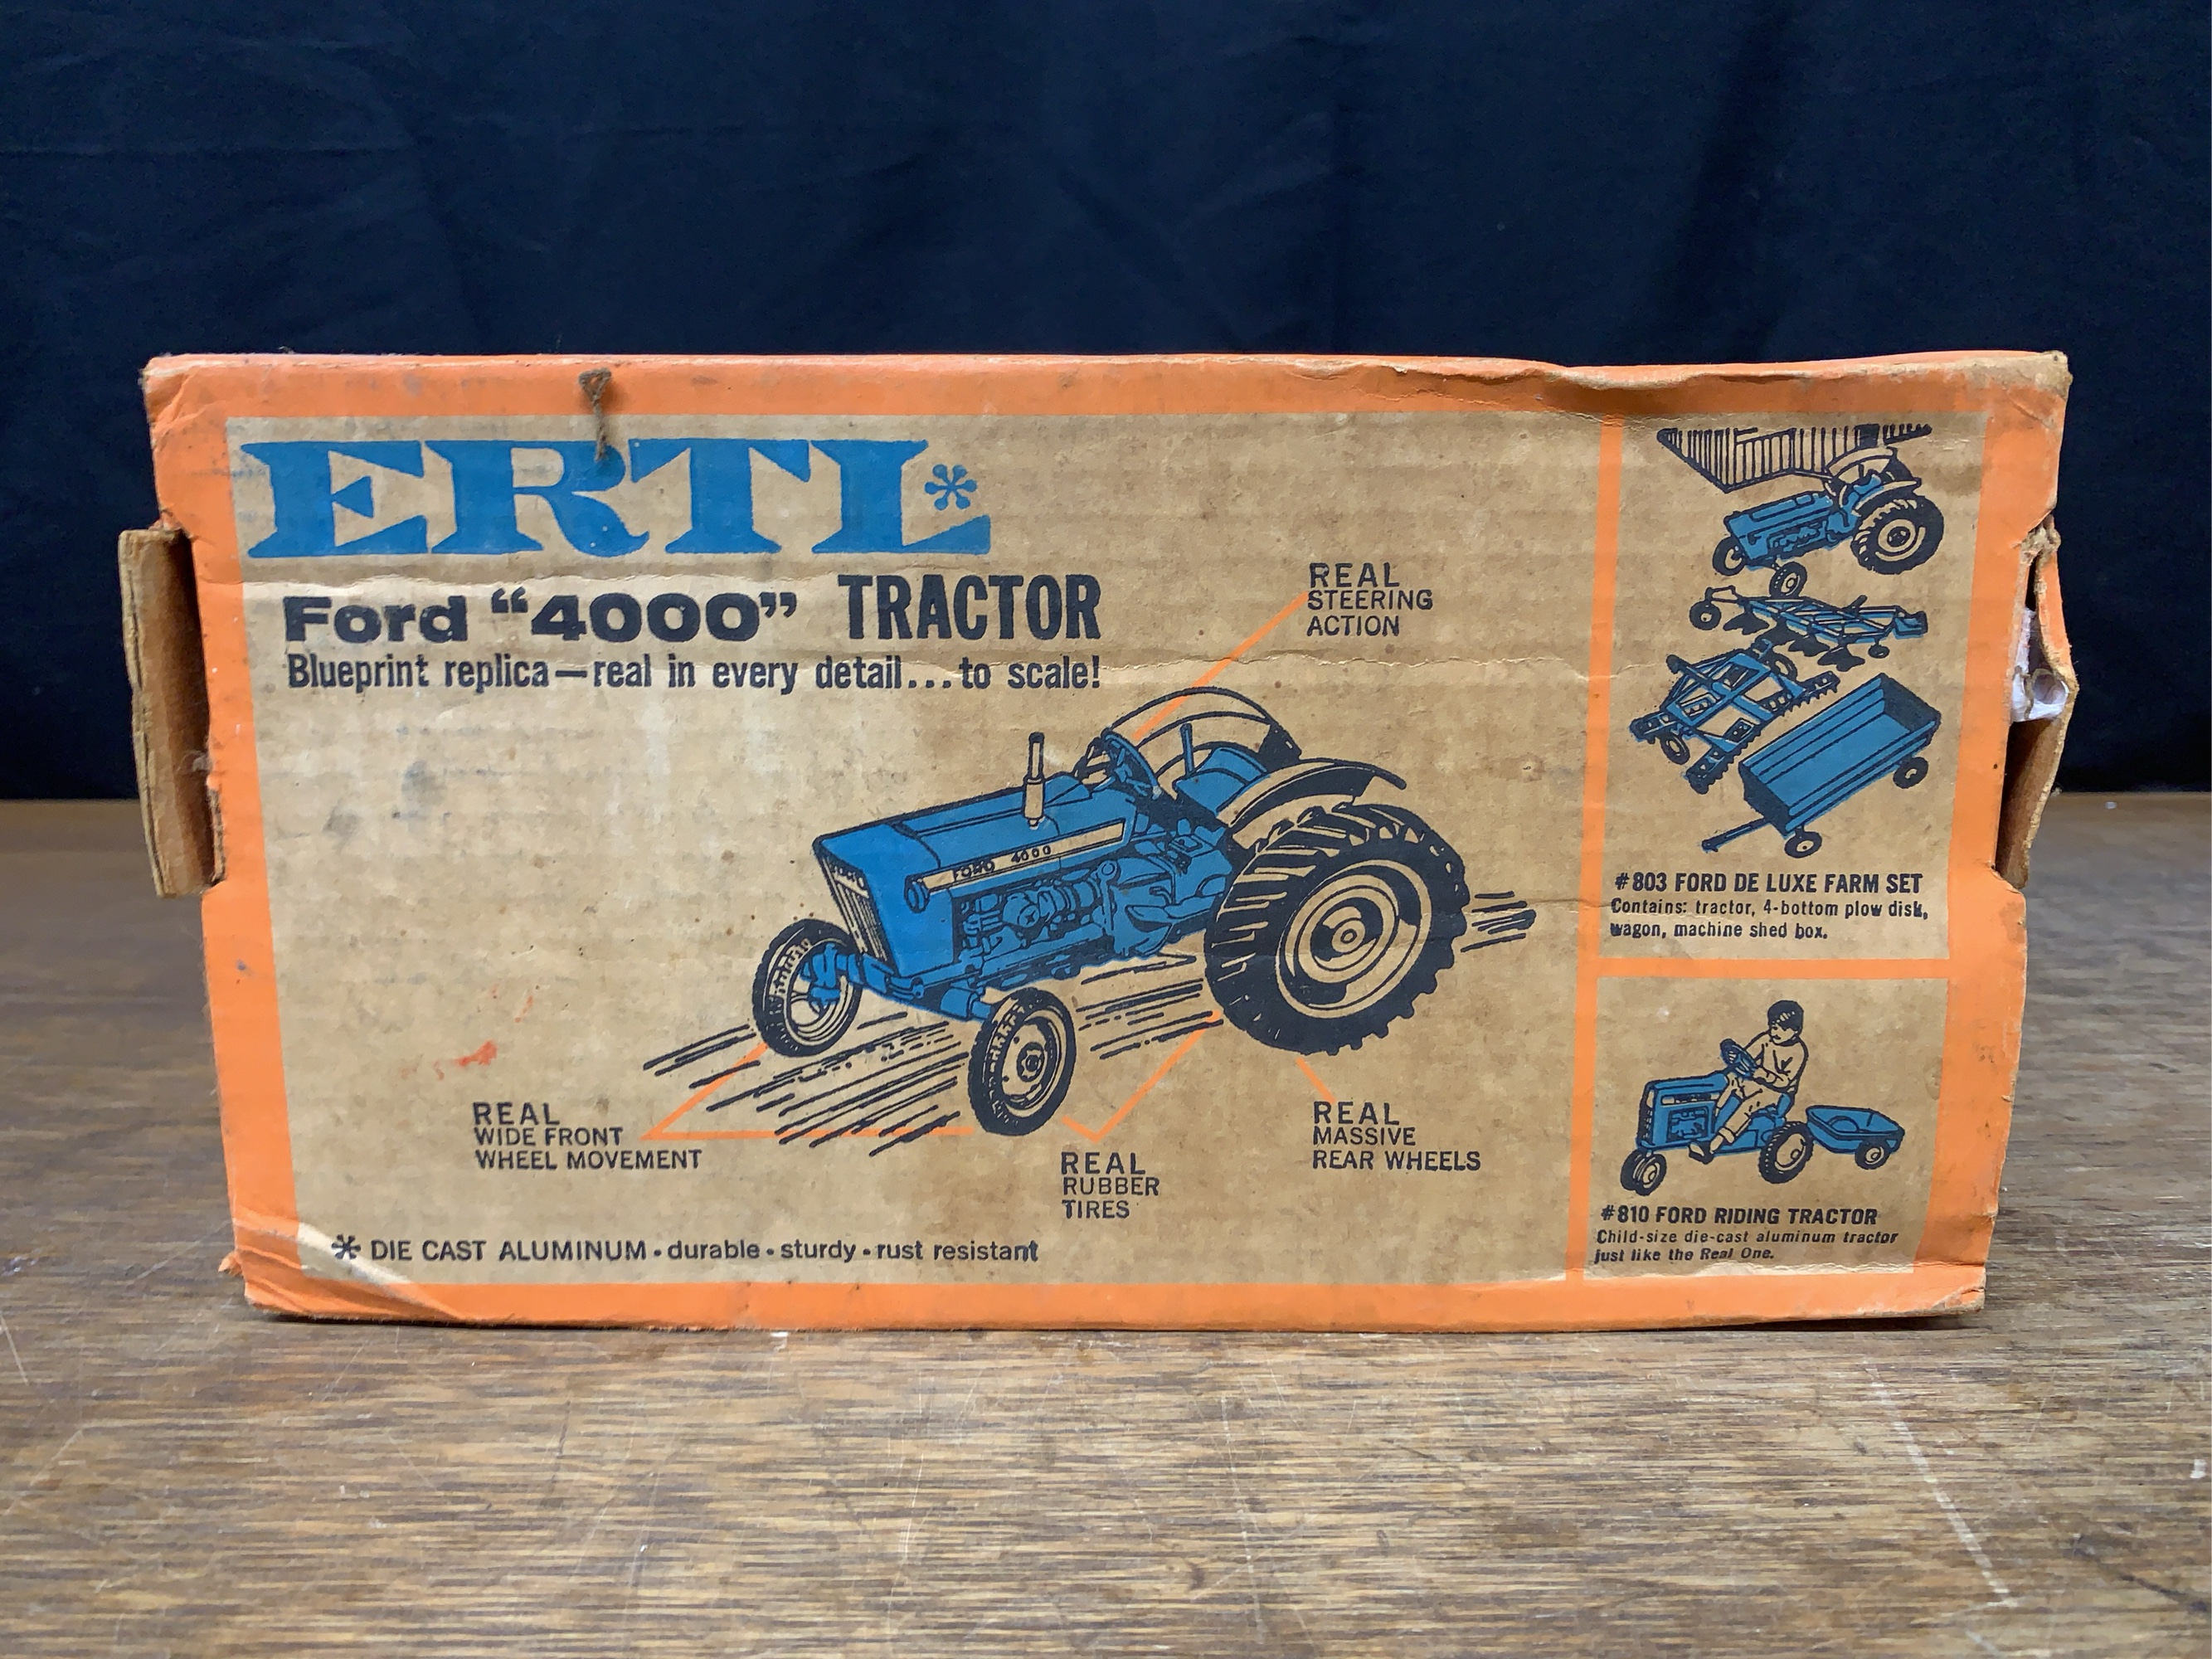 ERTL*
Ford “4000” TRACTOR
Blueprint replica—real in every detail...to scale!
REAL
STEERING
ACTION
FORD 4000
REAL
WIDE FRONT
WHEEL MOVEMENT
REAL
RUBBER
TIRES
REAL
MASSIVE
REAR WHEELS
* DIE CAST ALUMINUM • durable • sturdy • rust resistant
#803 FORD DE LUXE FARM SET
Contains: tractor, 4-bottom plow disk,
wagon, machine shed box.
#810 FORD RIDING TRACTOR
Child-size die-cast aluminum tractor
just like the Real One.